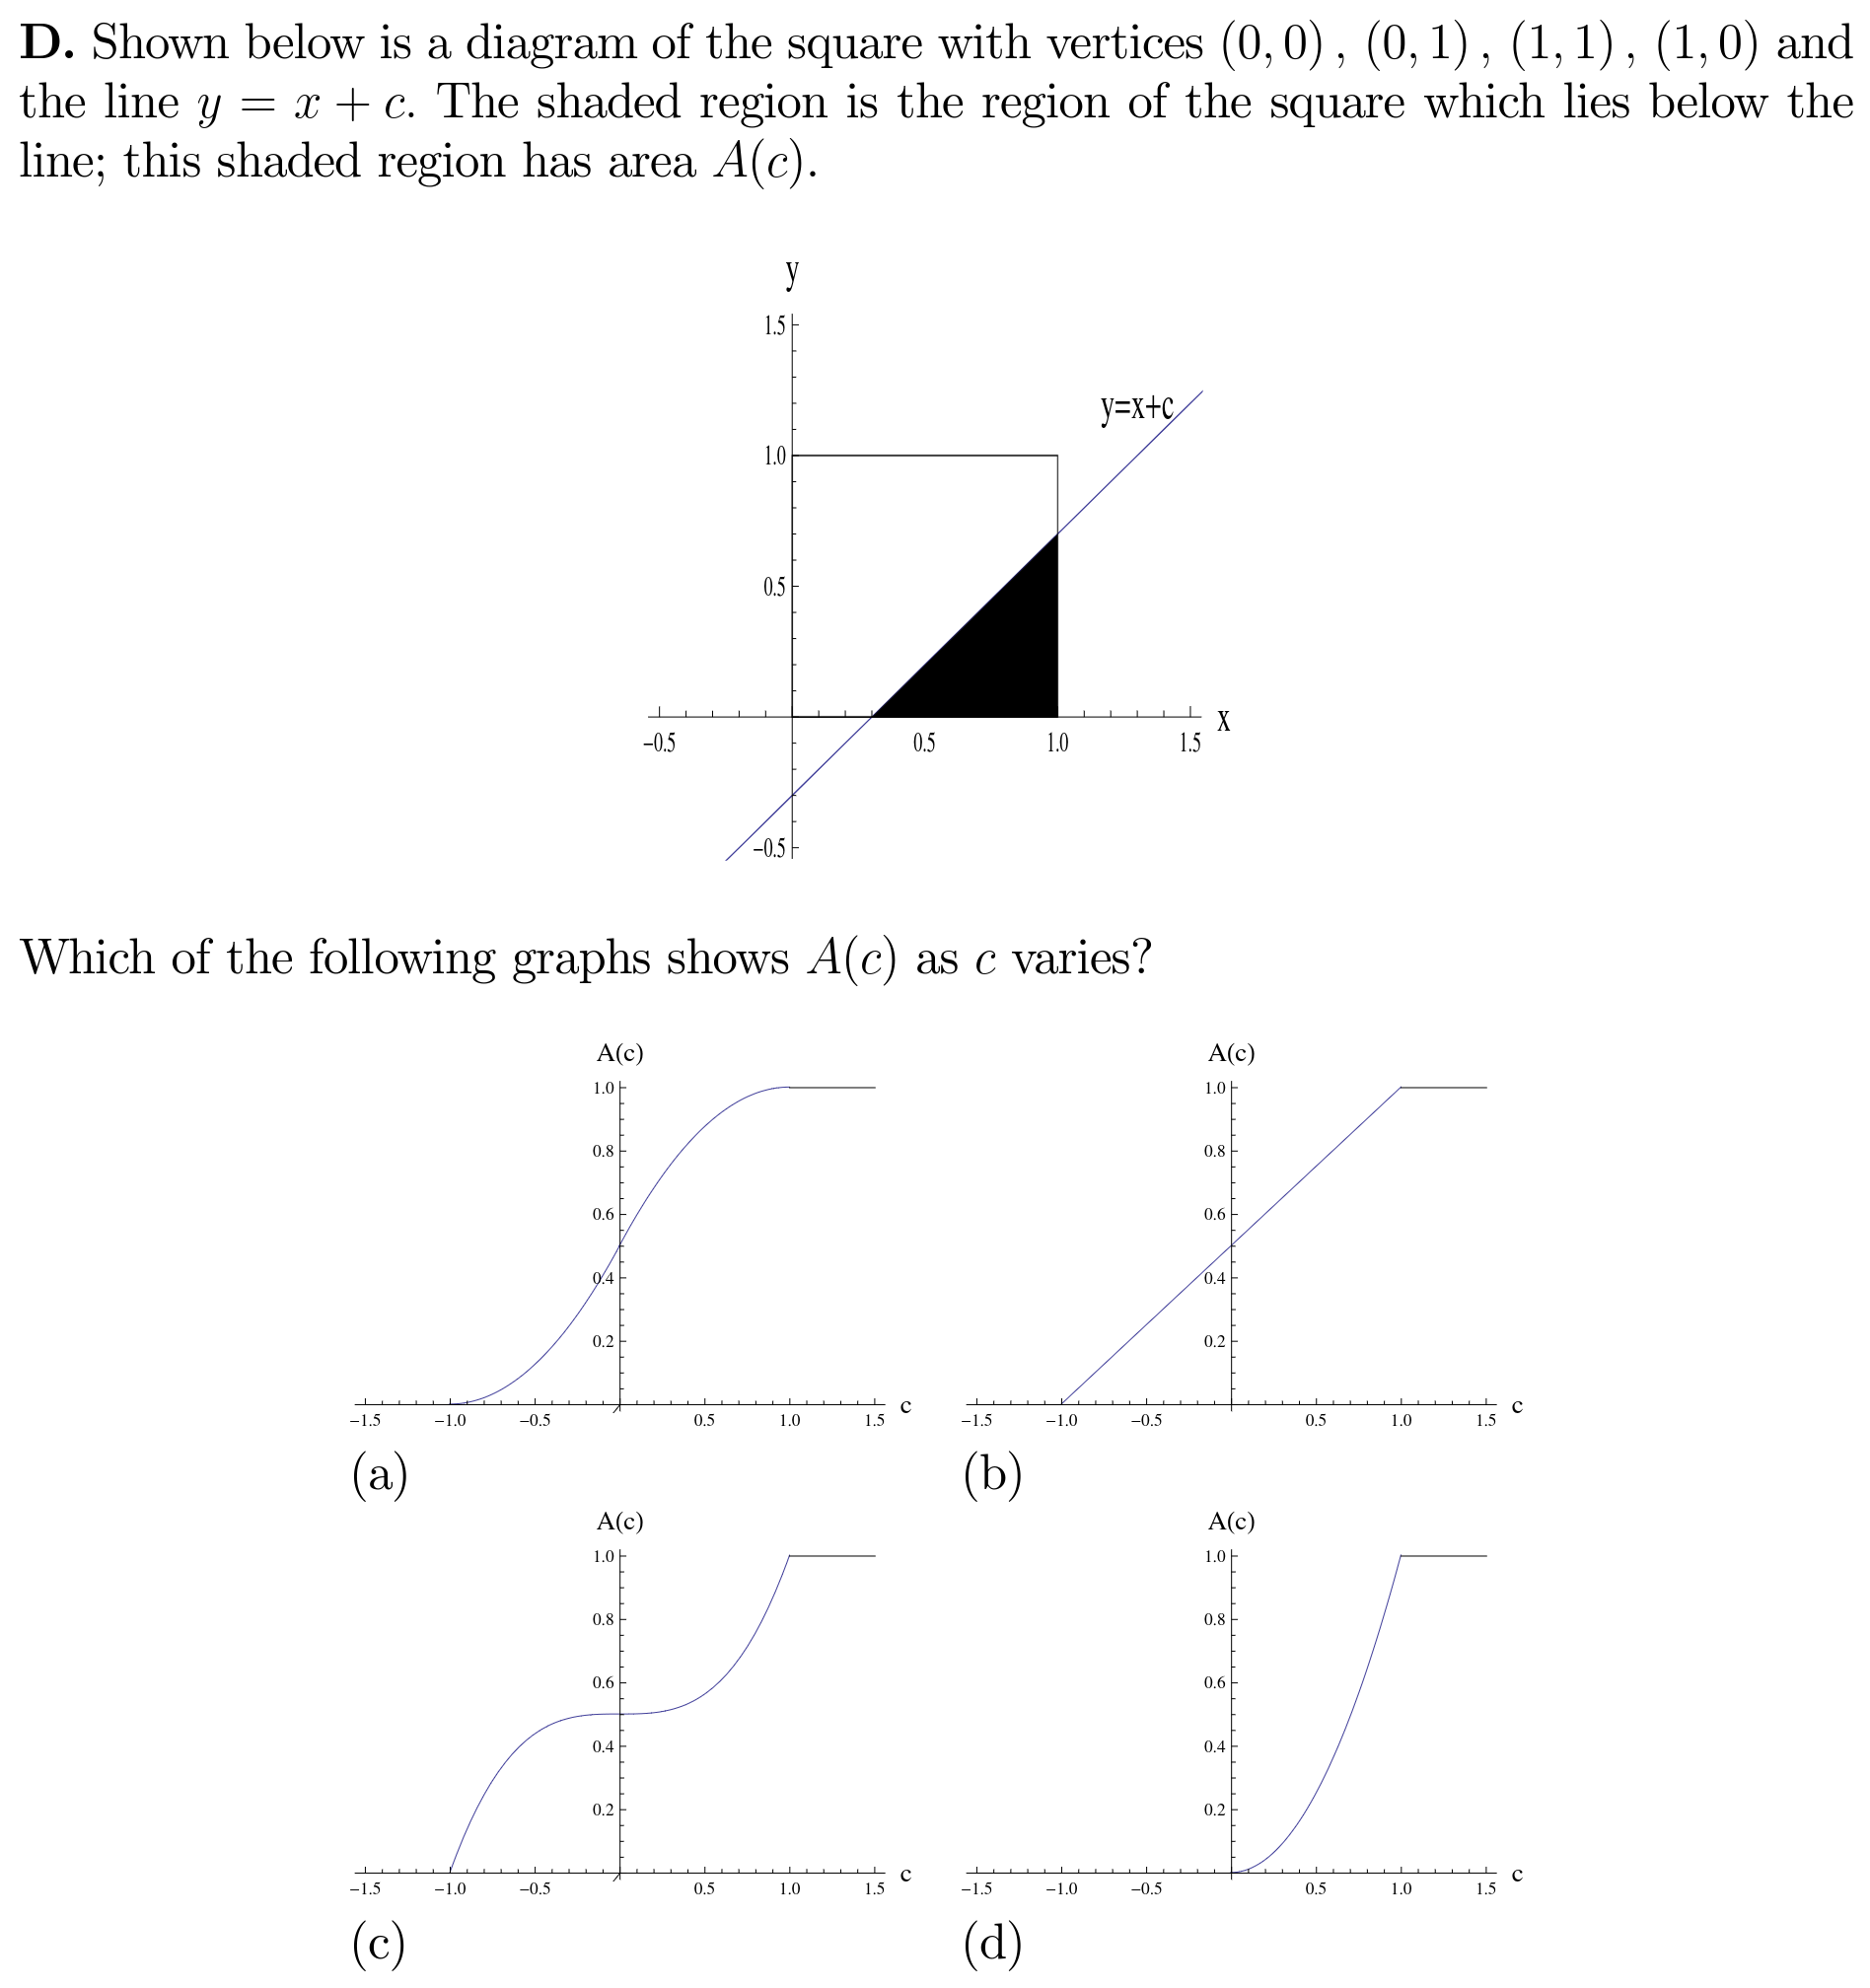 D. Shown below is a diagram of the square with vertices (0, 0) , (0, 1) , (1, 1) , (1, 0) and
the line y = x + c. The shaded region is the region of the square which lies below the
line; this shaded region has area A(c).
y
1.5
y=x+c
1.0
0.5
−0.5 0.5 1.0 1.5 x
−0.5
Which of the following graphs shows A(c) as c varies?
A(c)
1.0
0.8
0.6
0.4
0.2
−1.5 −1.0 −0.5 0.5 1.0 1.5 c
(a)
A(c)
1.0
0.8
0.6
0.4
0.2
−1.5 −1.0 −0.5 0.5 1.0 1.5 c
(b)
A(c)
1.0
0.8
0.6
0.4
0.2
−1.5 −1.0 −0.5 0.5 1.0 1.5 c
(c)
A(c)
1.0
0.8
0.6
0.4
0.2
−1.5 −1.0 −0.5 0.5 1.0 1.5 c
(d)